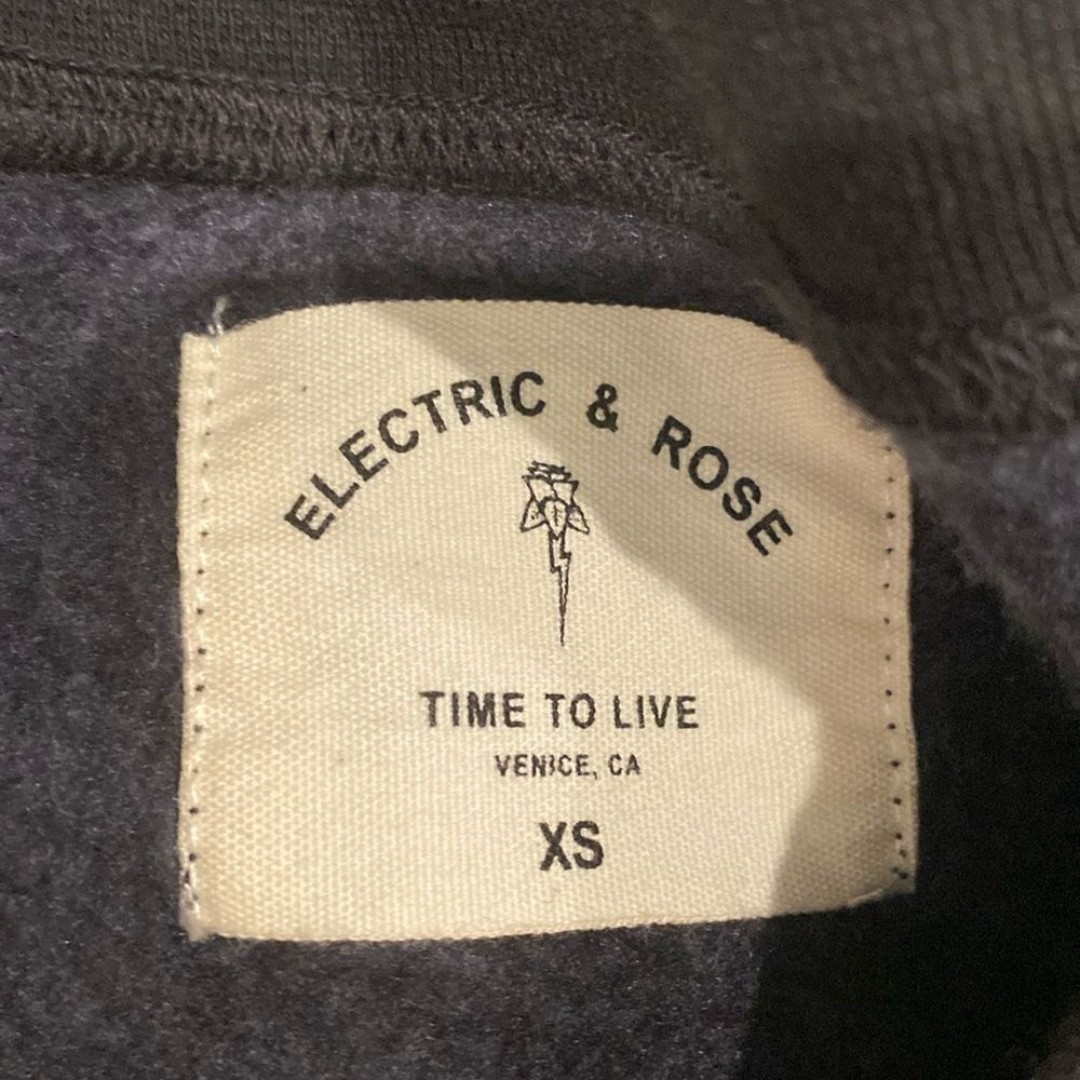 ELECTRIC & ROSE
TIME TO LIVE
VENICE, CA
XS